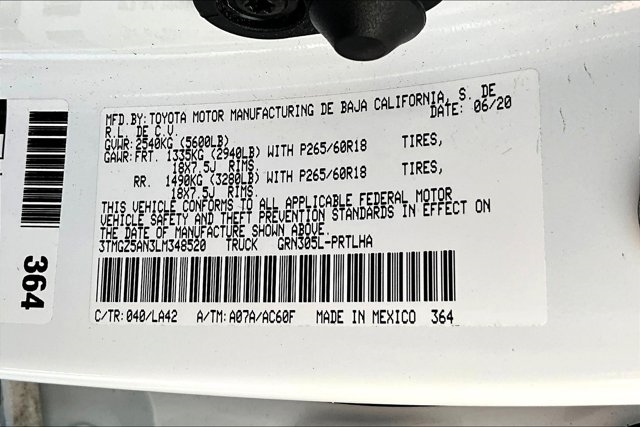 MFD.BY:TOYOTA MOTOR MANUFACTURING DE BAJA CALIFORNIA, S. DE
R.L. DE C.V. DATE: 06/20
GVWR:2540KG (5600LB)
GAWR:FRT. 1335KG (2940LB) WITH P265/60R18 TIRES,
18X7.5J RIMS.
RR. 1490KG (3280LB) WITH P265/60R18 TIRES,
18X7.5J RIMS.
THIS VEHICLE CONFORMS TO ALL APPLICABLE FEDERAL MOTOR
VEHICLE SAFETY AND THEFT PREVENTION STANDARDS IN EFFECT ON
THE DATE OF MANUFACTURE SHOWN ABOVE.
3TMGZ5AN3LM348520 TRUCK GRN305L-PRTLHA
C/TR:040/LA42 A/TM:A07A/AC60F MADE IN MEXICO 364
364